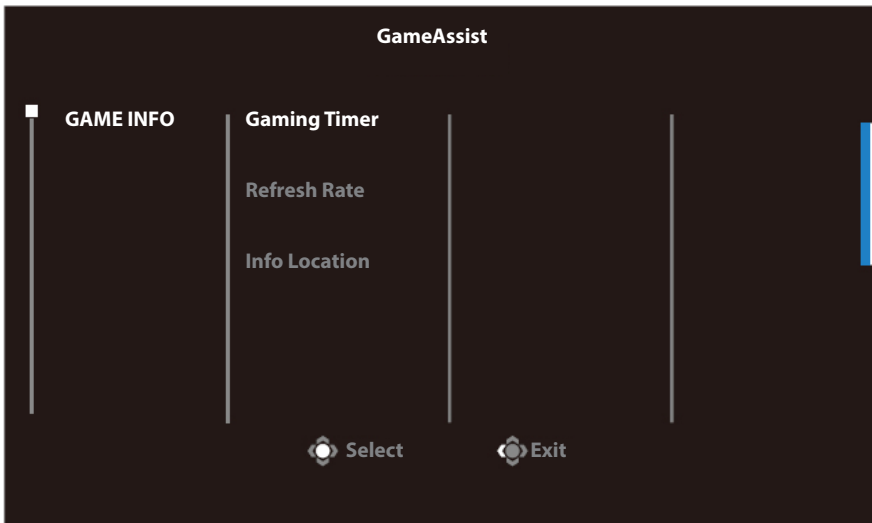 GameAssist
GAME INFO
Gaming Timer
Refresh Rate
Info Location
Select
Exit